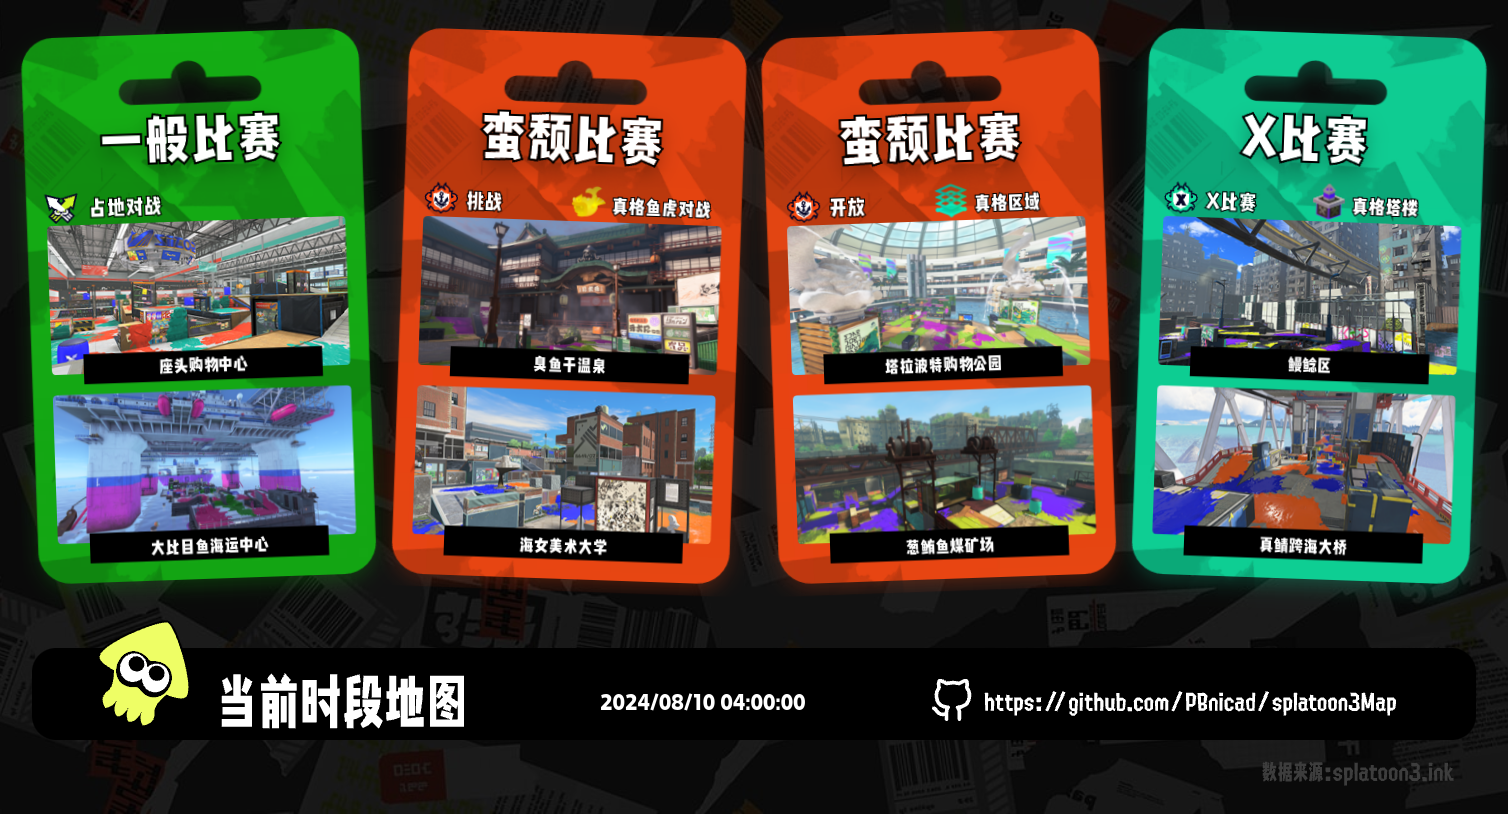 一般比赛
占地对战
座头购物中心
大比目鱼海运中心
蛮颓比赛
挑战
真格鱼虎对战
臭鱼干温泉
海女美术大学
蛮颓比赛
开放
真格区域
塔拉波特购物公园
葱鲔鱼煤矿场
X比赛
X比赛
真格塔楼
鳗鲶区
真鲭跨海大桥
当前时段地图
2024/08/10 04:00:00
https://github.com/PBnicad/splatoon3Map
数据来源:splatoon3.ink